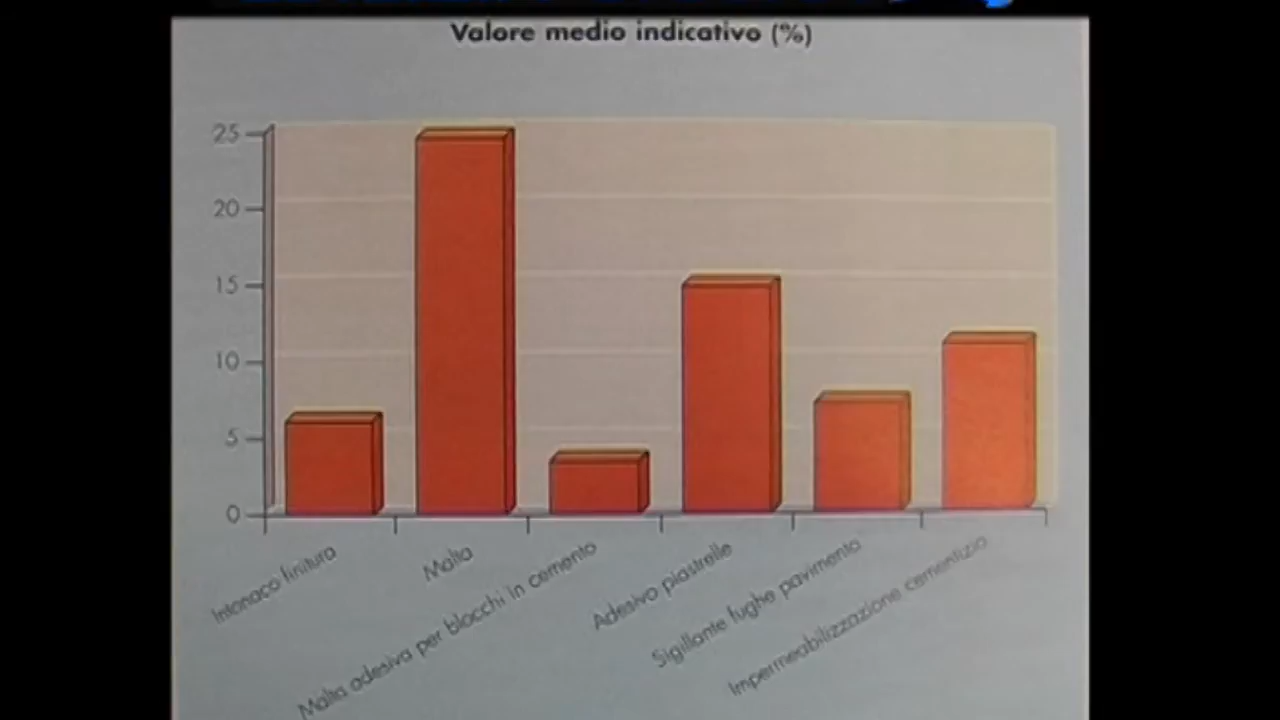 Valore medio indicativo (%)
25
20
15
10
5
0
Intonaco finitura
Malta
Malta adesiva per blocchi in cemento
Adesivo piastrelle
Sigillante fughe pavimento
Impermeabilizzazione cementizia